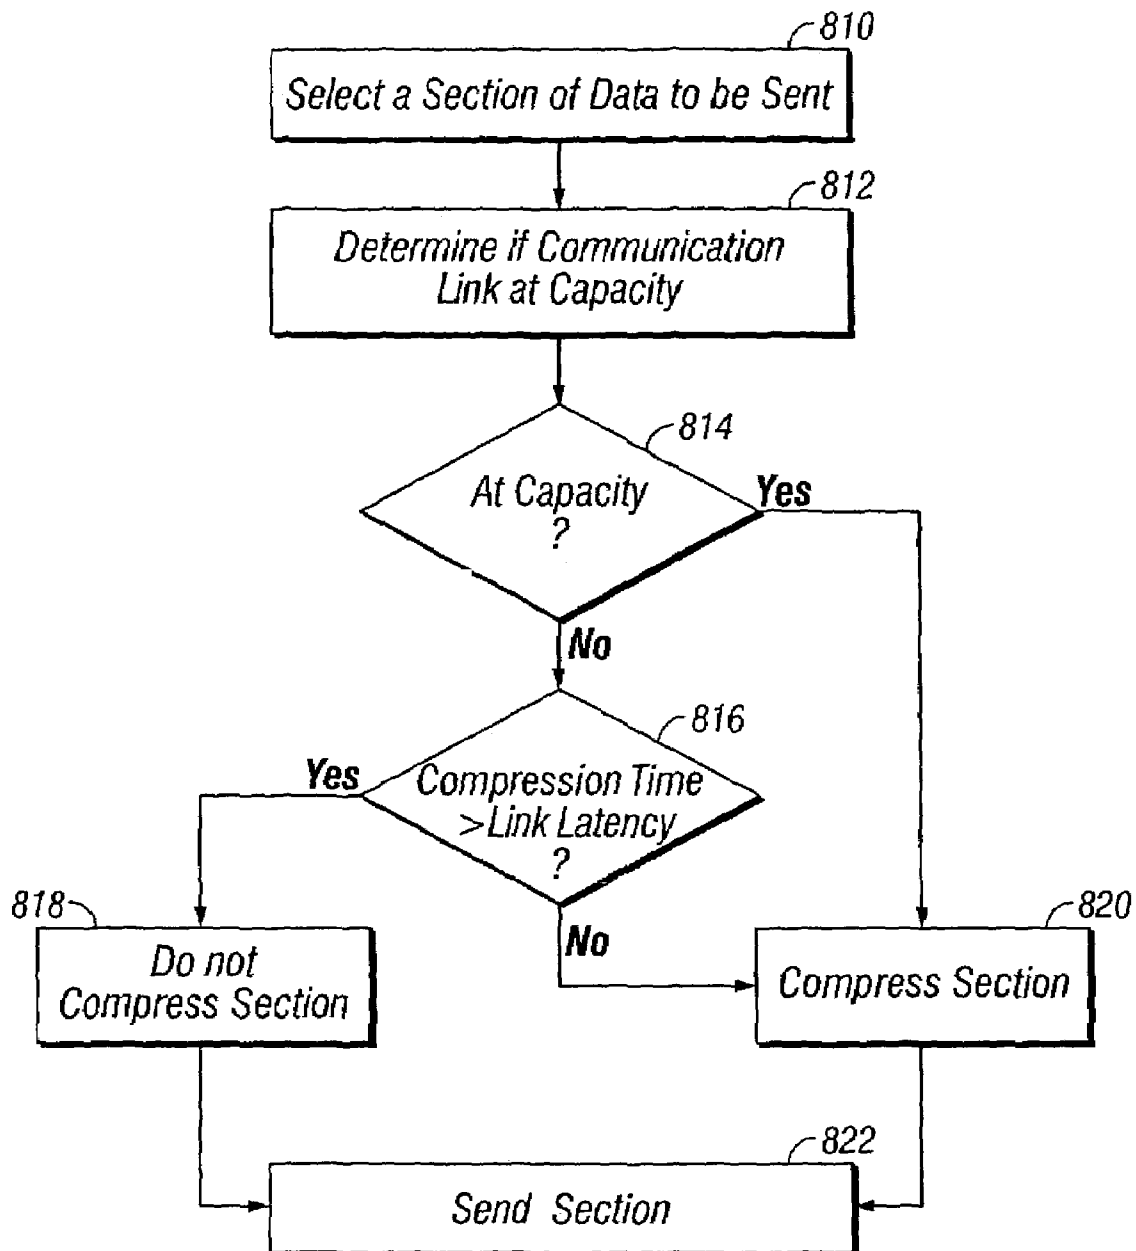 810
Select a Section of Data to be Sent
812
Determine if Communication
Link at Capacity
814
At Capacity
?
Yes
No
816
Compression Time
>Link Latency
?
Yes
No
818
Do not
Compress Section
820
Compress Section
822
Send Section